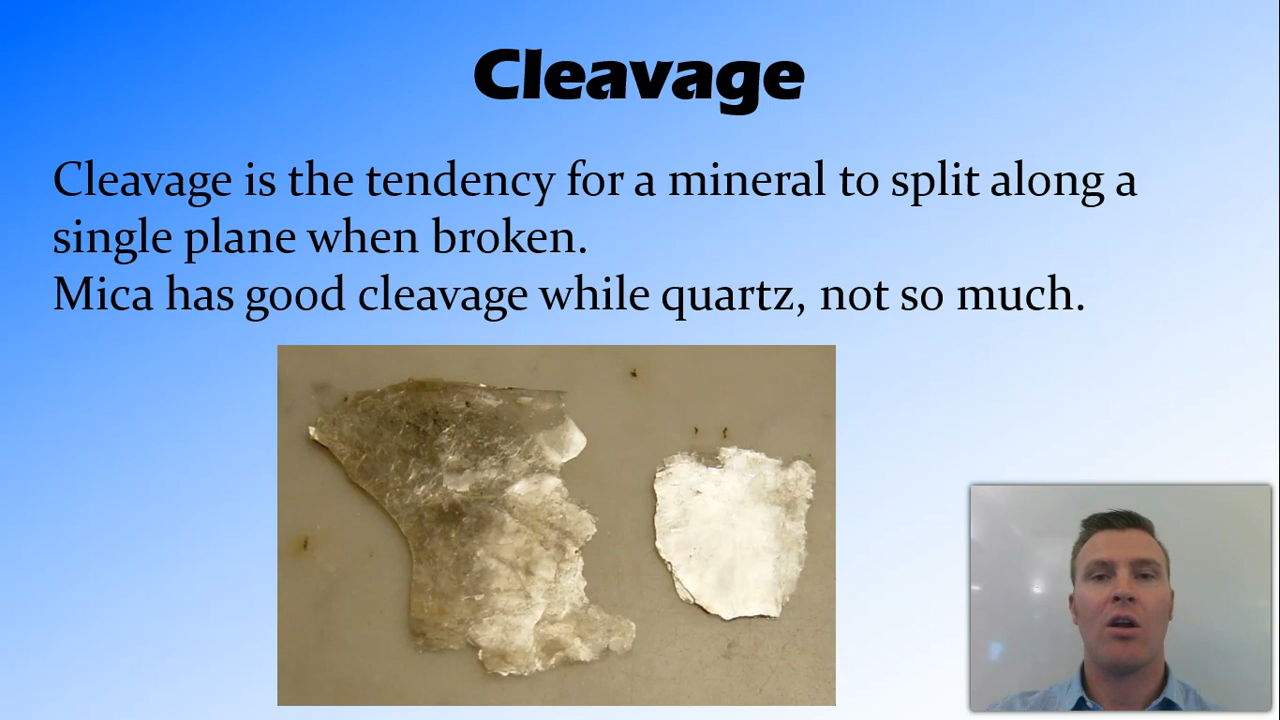 Cleavage
Cleavage is the tendency for a mineral to split along a
single plane when broken.
Mica has good cleavage while quartz, not so much.